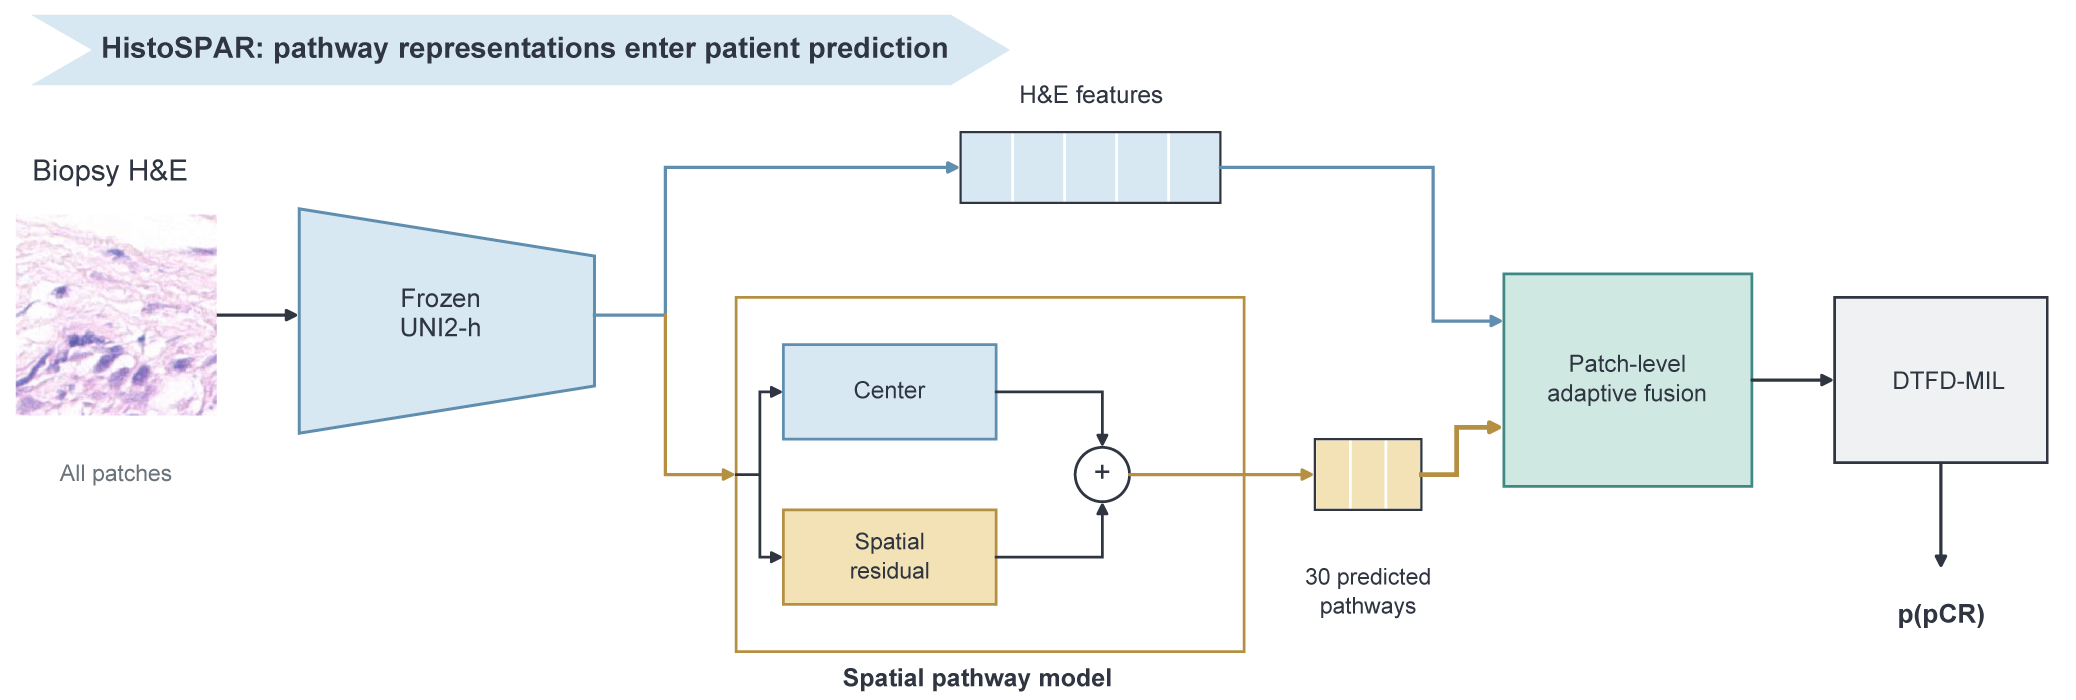 HistoSPAR: pathway representations enter patient prediction
H&E features
Biopsy H&E
Frozen
UNI2-h
All patches
Center
+
Spatial
residual
Spatial pathway model
30 predicted
pathways
Patch-level
adaptive fusion
DTFD-MIL
p(pCR)